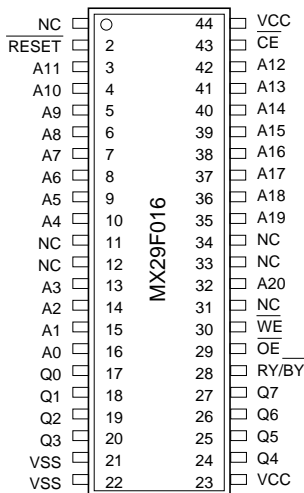 NC 1 44 VCC
RESET 2 43 CE
A11 3 42 A12
A10 4 41 A13
A9 5 40 A14
A8 6 39 A15
A7 7 38 A16
A6 8 37 A17
A5 9 36 A18
A4 10 35 A19
NC 11 34 NC
NC 12 33 NC
A3 13 32 A20
A2 14 31 NC
A1 15 30 WE
A0 16 29 OE
Q0 17 28 RY/BY
Q1 18 27 Q7
Q2 19 26 Q6
Q3 20 25 Q5
VSS 21 24 Q4
VSS 22 23 VCC
MX29F016